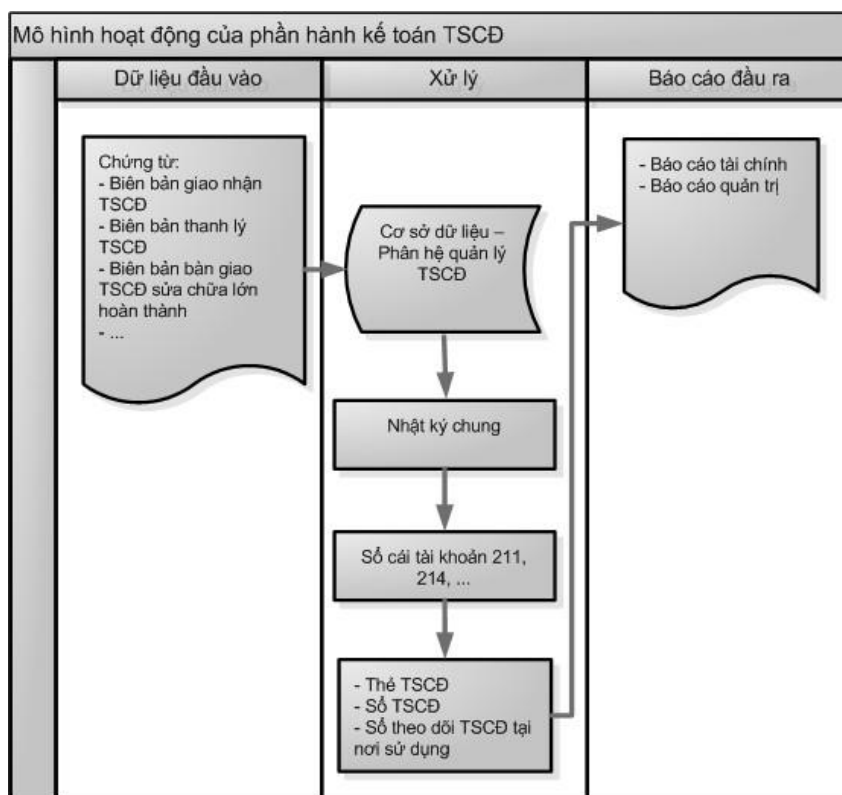 Mô hình hoạt động của phần hành kế toán TSCĐ
Dữ liệu đầu vào
Xử lý
Báo cáo đầu ra
Chứng từ:
- Biên bản giao nhận
TSCĐ
- Biên bản thanh lý
TSCĐ
- Biên bản bàn giao
TSCĐ sửa chữa lớn
hoàn thành
- ...
Cơ sở dữ liệu –
Phân hệ quản lý
TSCĐ
Nhật ký chung
Sổ cái tài khoản 211,
214, ...
- Thẻ TSCĐ
- Sổ TSCĐ
- Sổ theo dõi TSCĐ tại
nơi sử dụng
- Báo cáo tài chính
- Báo cáo quản trị